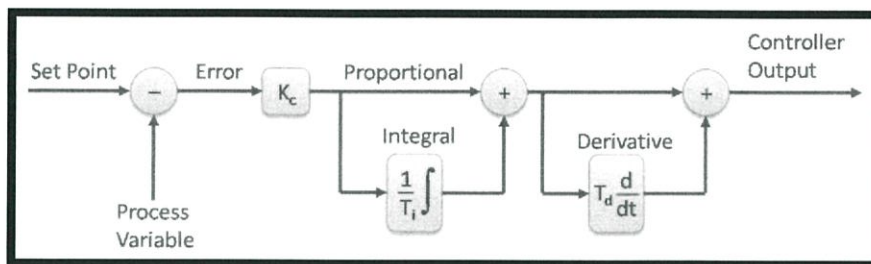 Set Point
−
Error
K_c
Proportional
+
Integral
1/T_i ∫
+
Derivative
T_d d/dt
Controller
Output
Process
Variable